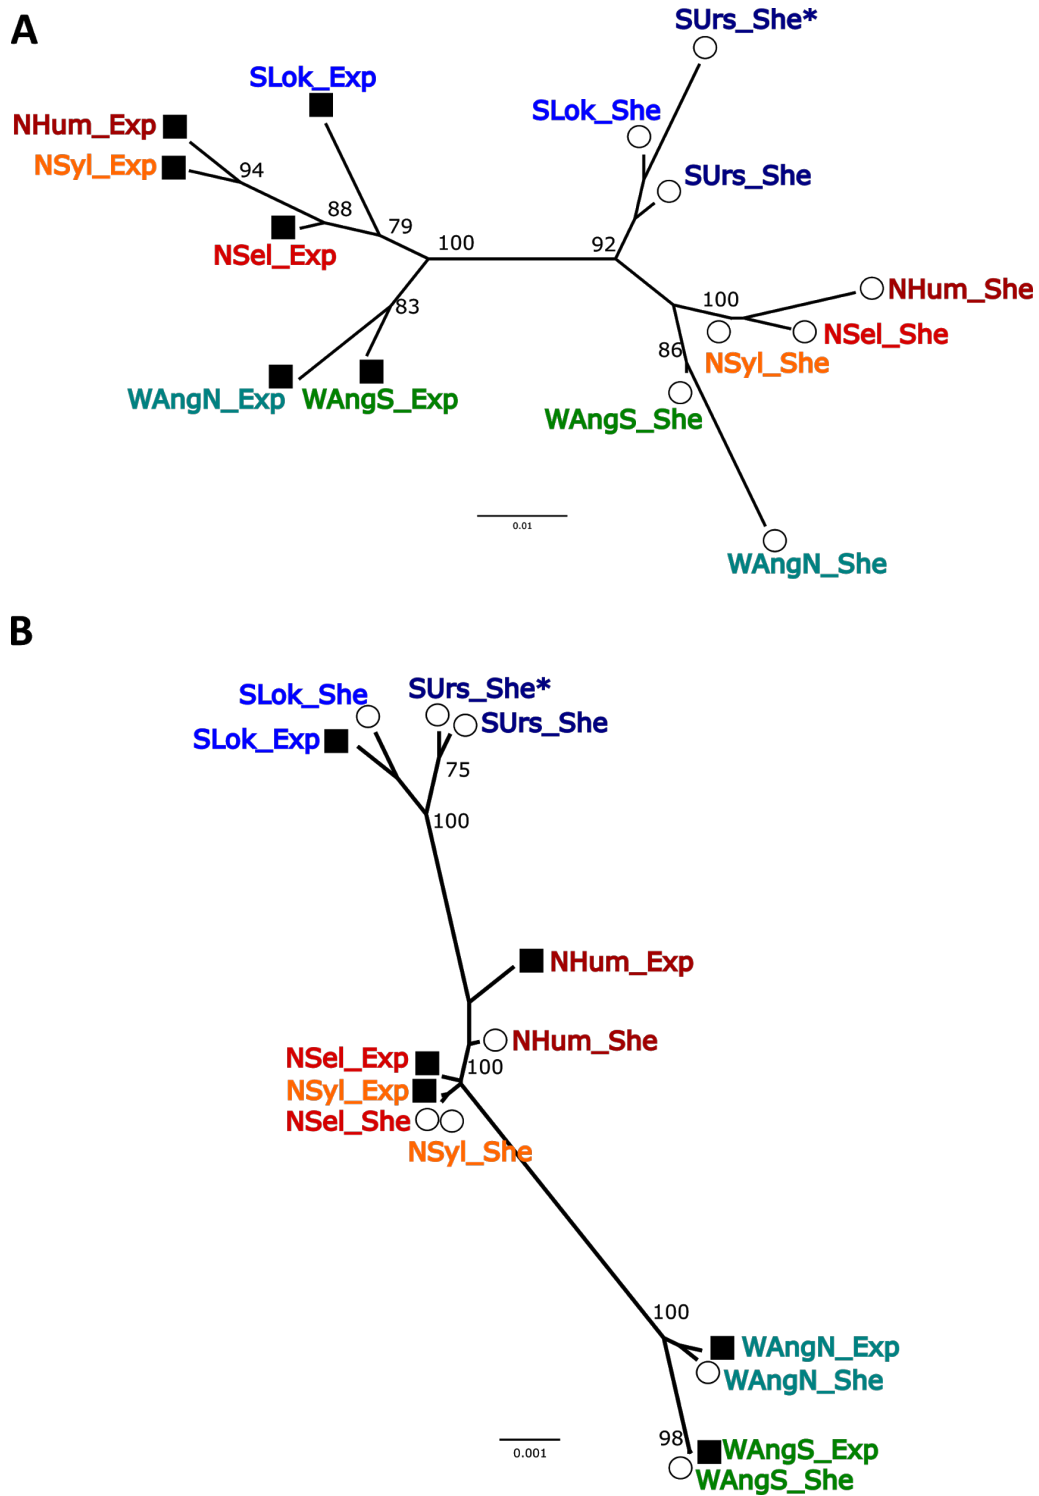 A
SUrs_She*
SLok_Exp
SLok_She
NHum_Exp
NSyl_Exp
94
SUrs_She
88
79
NSel_Exp
100
92
NHum_She
100
83
NSel_She
86
NSyl_She
WAngN_Exp
WAngS_Exp
WAngS_She
0.01
WAngN_She
B
SLok_She
SUrs_She*
SUrs_She
SLok_Exp
75
100
NHum_Exp
NHum_She
NSel_Exp
100
NSyl_Exp
NSel_She
NSyl_She
100
WAngN_Exp
WAngN_She
98
WAngS_Exp
0.001
WAngS_She